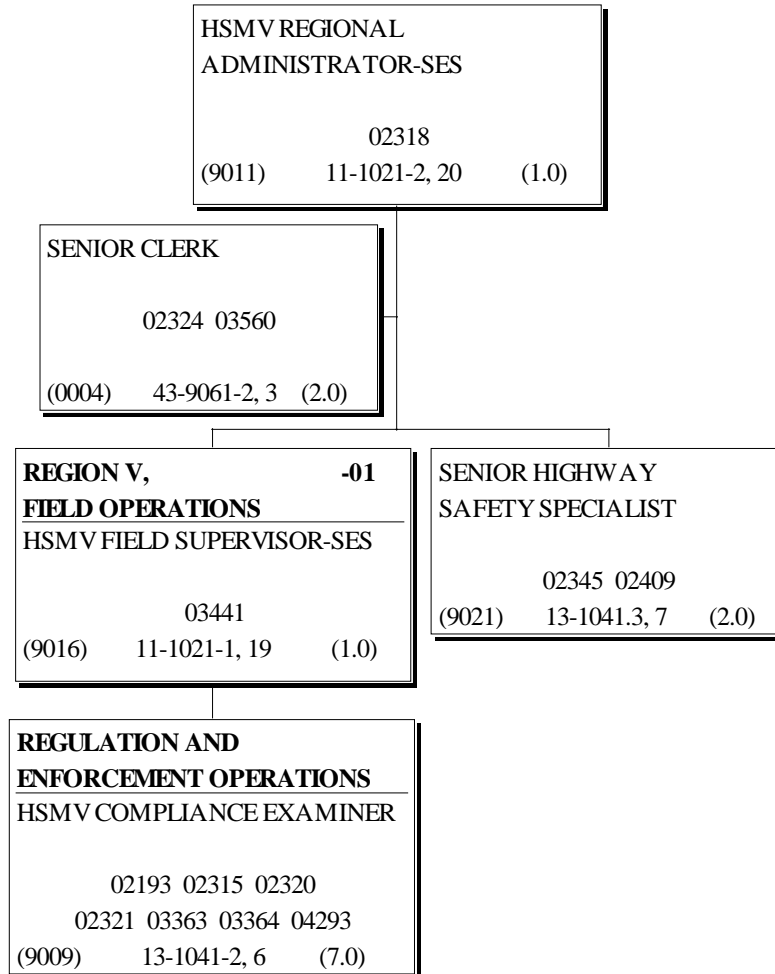 HSMV REGIONAL
ADMINISTRATOR-SES
02318
(9011) 11-1021-2, 20 (1.0)
SENIOR CLERK
02324 03560
(0004) 43-9061-2, 3 (2.0)
REGION V, -01
FIELD OPERATIONS
HSMV FIELD SUPERVISOR-SES
03441
(9016) 11-1021-1, 19 (1.0)
SENIOR HIGHWAY
SAFETY SPECIALIST
02345 02409
(9021) 13-1041.3, 7 (2.0)
REGULATION AND
ENFORCEMENT OPERATIONS
HSMV COMPLIANCE EXAMINER
02193 02315 02320
02321 03363 03364 04293
(9009) 13-1041-2, 6 (7.0)